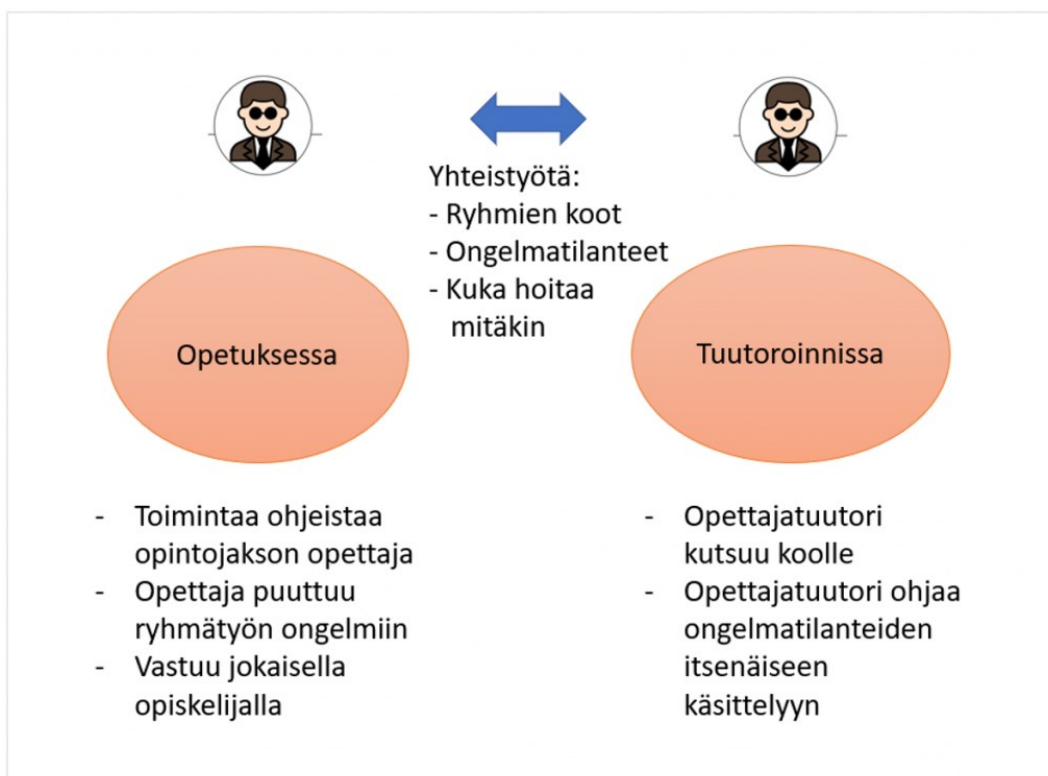 Yhteistyötä:
- Ryhmien koot
- Ongelmatilanteet
- Kuka hoitaa
mitäkin
Opetuksessa
Tuutoroinnissa
- Toimintaa ohjeistaa
opintojakson opettaja
- Opettaja puuttuu
ryhmätyön ongelmiin
- Vastuu jokaisella
opiskelijalla
- Opettajatuutori
kutsuu koolle
- Opettajatuutori ohjaa
ongelmatilanteiden
itsenäiseen
käsittelyyn